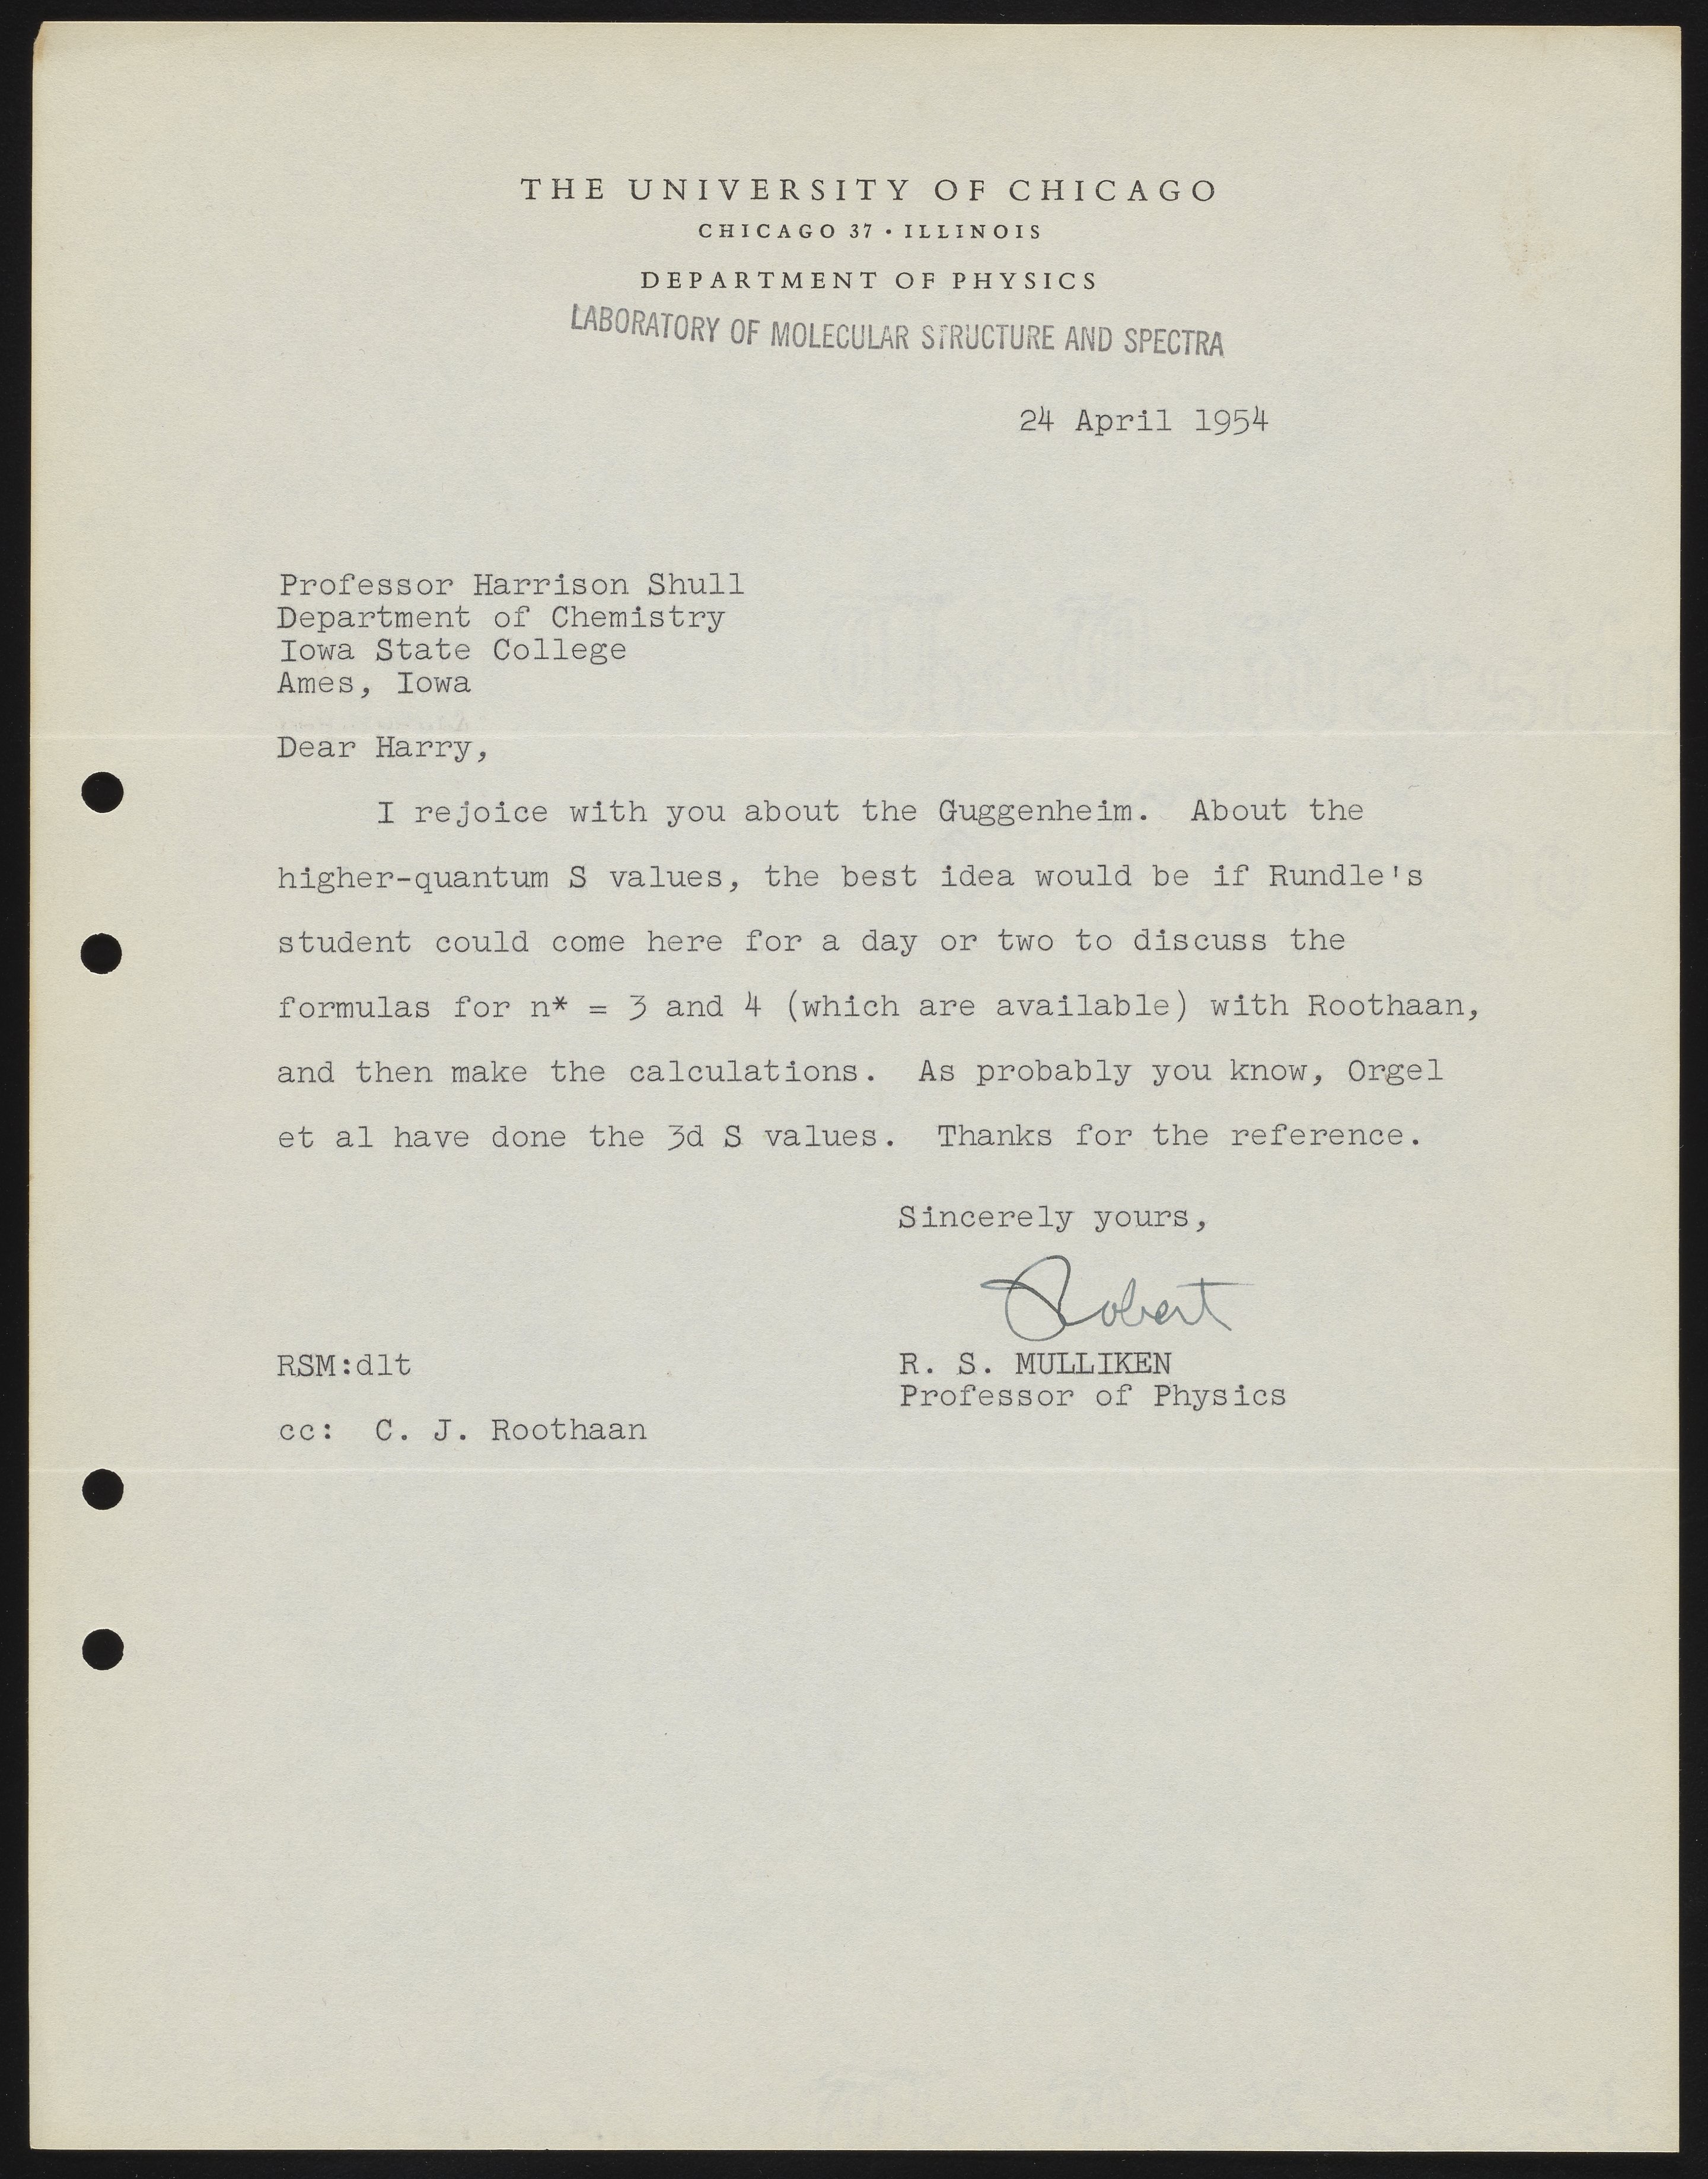 THE UNIVERSITY OF CHICAGO
CHICAGO 37 · ILLINOIS
DEPARTMENT OF PHYSICS
LABORATORY OF MOLECULAR STRUCTURE AND SPECTRA
24 April 1954
Professor Harrison Shull
Department of Chemistry
Iowa State College
Ames, Iowa
Dear Harry,
I rejoice with you about the Guggenheim. About the
higher-quantum S values, the best idea would be if Rundle's
student could come here for a day or two to discuss the
formulas for n* = 3 and 4 (which are available) with Roothaan,
and then make the calculations. As probably you know, Orgel
et al have done the 3d S values. Thanks for the reference.
Sincerely yours,
Robert
RSM:dlt
R. S. MULLIKEN
Professor of Physics
cc: C. J. Roothaan